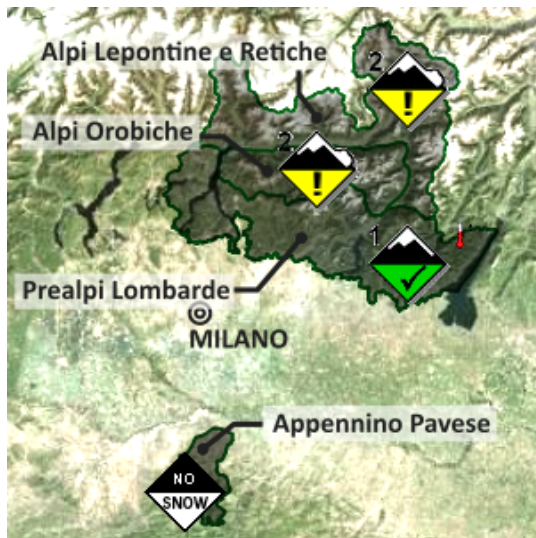 Alpi Lepontine e Retiche
2
Alpi Orobiche
2
!
!
1
Prealpi Lombarde
MILANO
Appennino Pavese
NO
SNOW